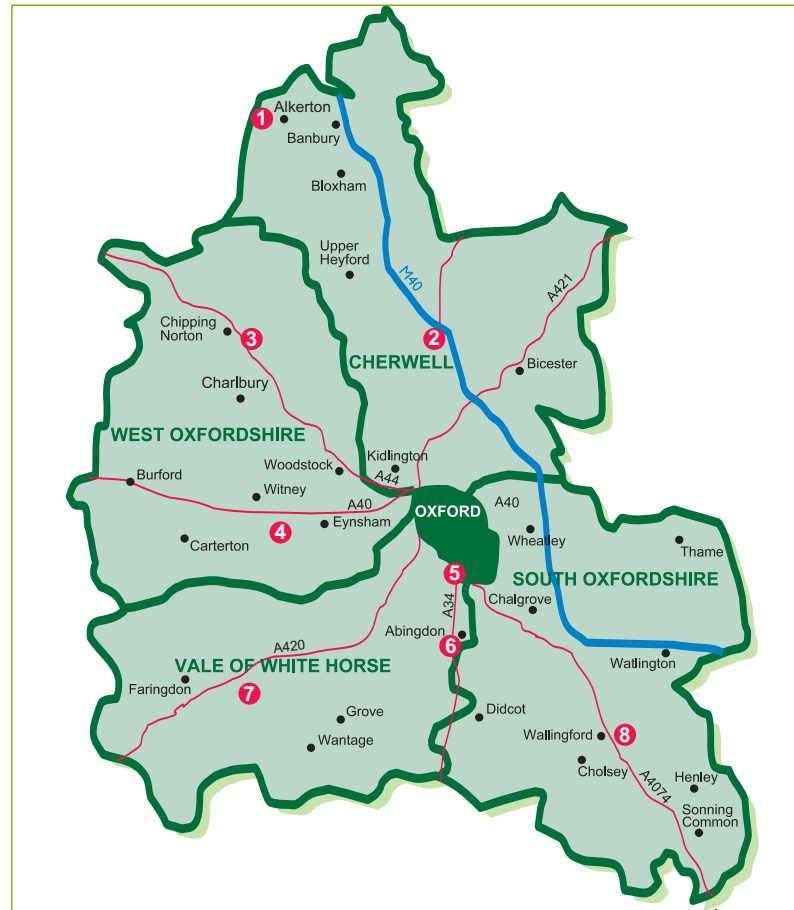 Alkerton
1
Banbury
Bloxham
Upper
Heyford
M40
A421
Chipping
Norton
3
2
CHERWELL
Bicester
Charlbury
WEST OXFORDSHIRE
Kidlington
Woodstock
A44
Burford
Witney
A40
A40
OXFORD
4
Eynsham
Wheatley
Carterton
Thame
5
SOUTH OXFORDSHIRE
Chalgrove
A34
Abingdon
A420
6
VALE OF WHITE HORSE
Watlington
Faringdon
7
Grove
Didcot
Wantage
Wallingford
8
Cholsey
A4074
Henley
Sonning
Common